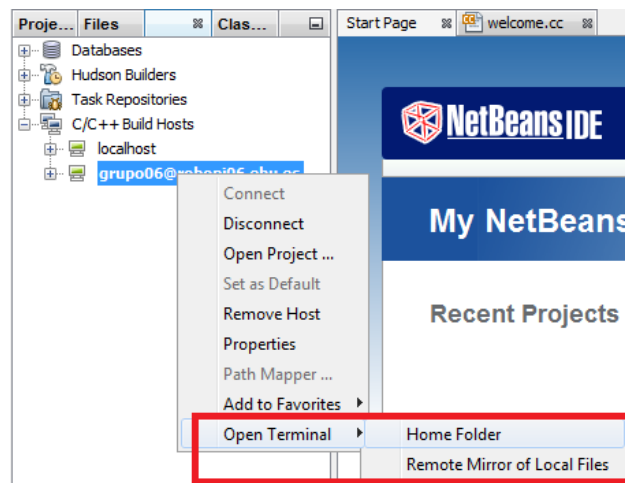 Proje... Files Clas... Start Page welcome.cc
Databases
Hudson Builders
Task Repositories
C/C++ Build Hosts
localhost
NetBeans IDE
My NetBeans
Recent Projects
Connect
Disconnect
Open Project ...
Set as Default
Remove Host
Properties
Path Mapper ...
Add to Favorites
Open Terminal Home Folder
Remote Mirror of Local Files